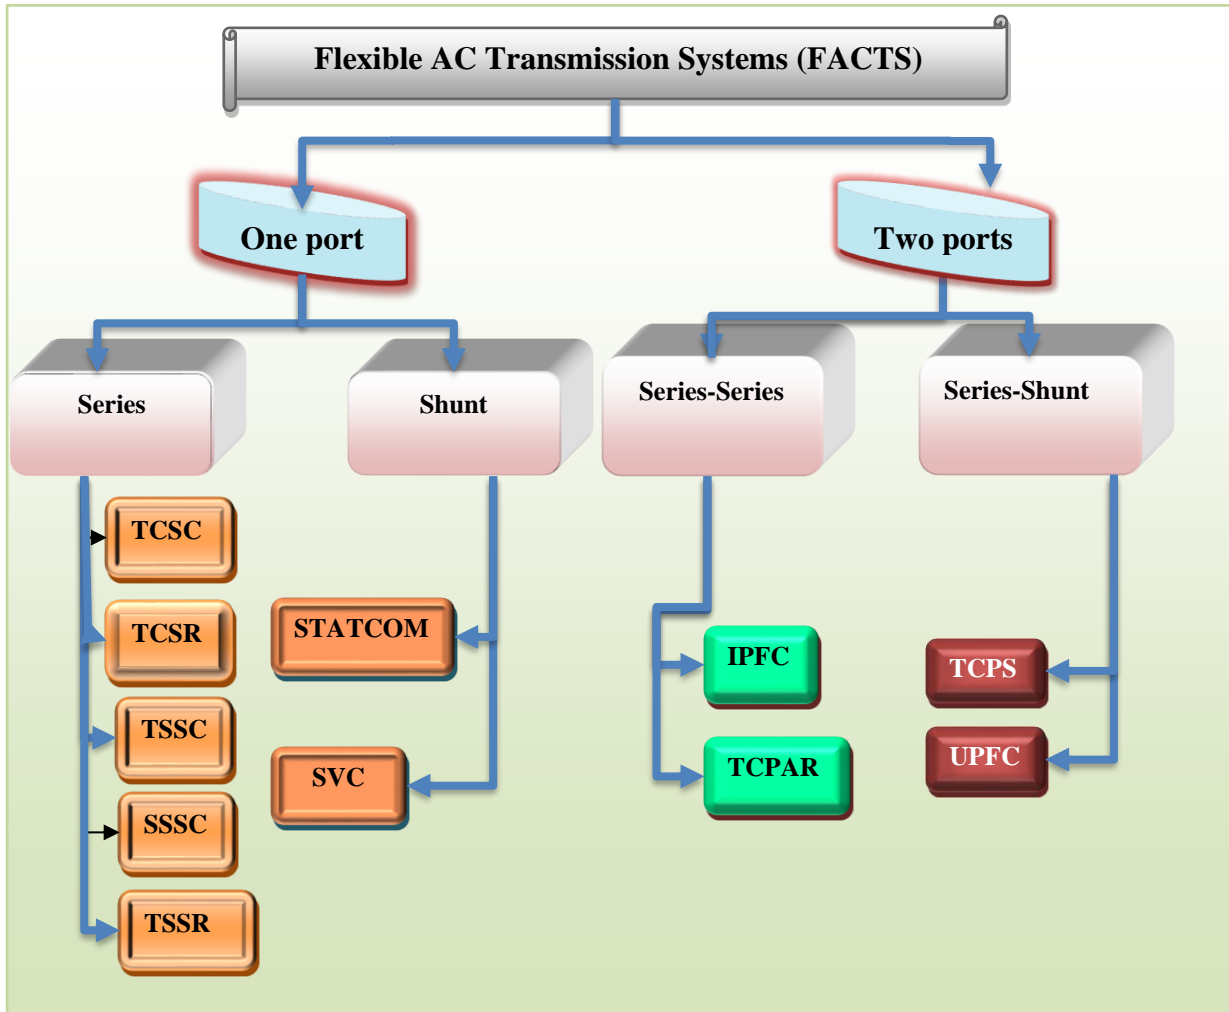 Flexible AC Transmission Systems (FACTS)
One port
Two ports
Series
Shunt
Series-Series
Series-Shunt
TCSC
TCSR
TSSC
SSSC
TSSR
STATCOM
SVC
IPFC
TCPAR
TCPS
UPFC